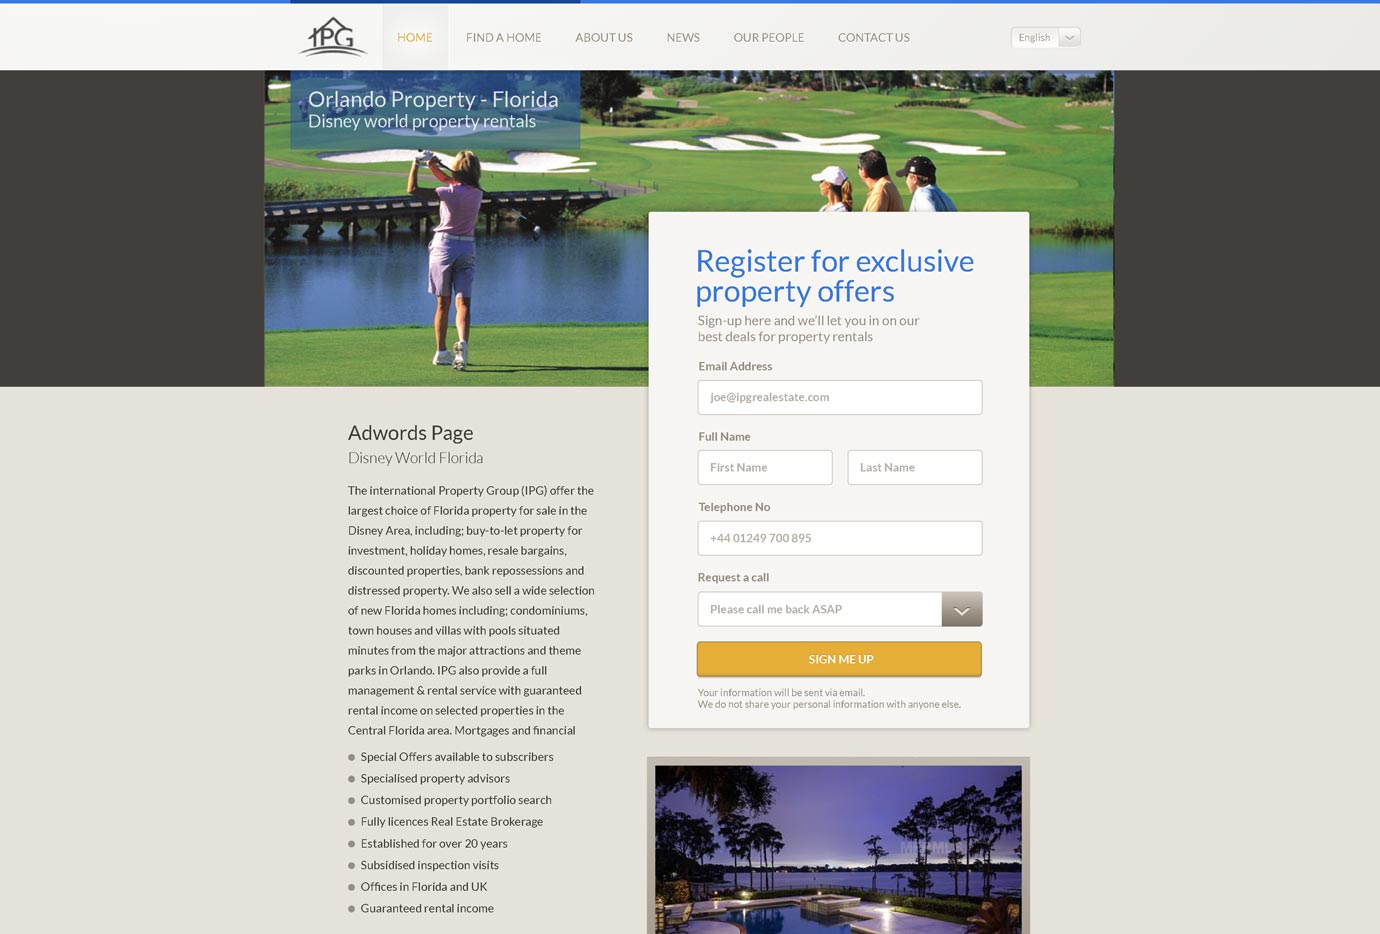 IPG
HOME
FIND A HOME
ABOUT US
NEWS
OUR PEOPLE
CONTACT US
English
Orlando Property - Florida
Disney world property rentals
Register for exclusive
property offers
Sign-up here and we'll let you in on our
best deals for property rentals
Email Address
joe@ipgrealestate.com
Full Name
First Name
Last Name
Telephone No
+44 01249 700 895
Request a call
Please call me back ASAP
SIGN ME UP
Your information will be sent via email.
We do not share your personal information with anyone else.
Adwords Page
Disney World Florida
The international Property Group (IPG) offer the
largest choice of Florida property for sale in the
Disney Area, including; buy-to-let property for
investment, holiday homes, resale bargains,
discounted properties, bank repossessions and
distressed property. We also sell a wide selection
of new Florida homes including; condominiums,
town houses and villas with pools situated
minutes from the major attractions and theme
parks in Orlando. IPG also provide a full
management & rental service with guaranteed
rental income on selected properties in the
Central Florida area. Mortgages and financial
Special Offers available to subscribers
Specialised property advisors
Customised property portfolio search
Fully licences Real Estate Brokerage
Established for over 20 years
Subsidised inspection visits
Offices in Florida and UK
Guaranteed rental income